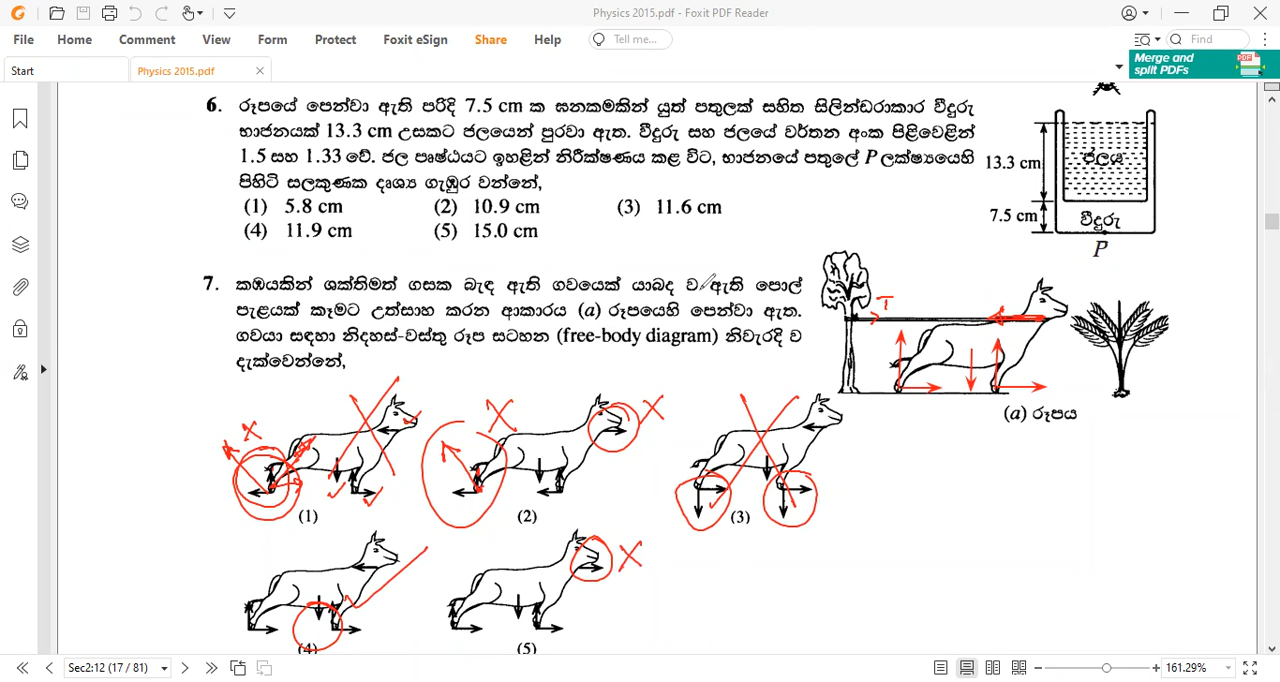 Physics 2015.pdf - Foxit PDF Reader
File Home Comment View Form Protect Foxit eSign Share Help Tell me... Find
Start Physics 2015.pdf Merge and split PDFs
6. රූපයේ පෙන්වා ඇති පරිදි 7.5 cm ක ඝනකමකින් යුත් පතුලක් සහිත සිලින්ඩරාකාර වීදුරු
භාජනයක් 13.3 cm උසකට ජලයෙන් පුරවා ඇත. වීදුරු සහ ජලයේ වර්තන අංක පිළිවෙළින්
1.5 සහ 1.33 වේ. ජල පෘෂ්ඨයට ඉහළින් නිරීක්ෂණය කළ විට, භාජනයේ පතුලේ P ලක්ෂ්‍යයෙහි
පිහිටි සලකුණක දෘශ්‍ය ගැඹුර වන්නේ,
(1) 5.8 cm (2) 10.9 cm (3) 11.6 cm
(4) 11.9 cm (5) 15.0 cm
13.3 cm ජලය
7.5 cm වීදුරු
P
7. කඹයකින් ශක්තිමත් ගසක බැඳ ඇති ගවයෙක් යාබද ව ඇති පොල්
පැළයක් කෑමට උත්සාහ කරන ආකාරය (a) රූපයෙහි පෙන්වා ඇත.
ගවයා සඳහා නිදහස්-වස්තු රූප සටහන (free-body diagram) නිවැරදි ව
දැක්වෙන්නේ,
T
(a) රූපය
(1) (2) (3)
(4) (5)
Sec2:12 (17 / 81) 161.29%